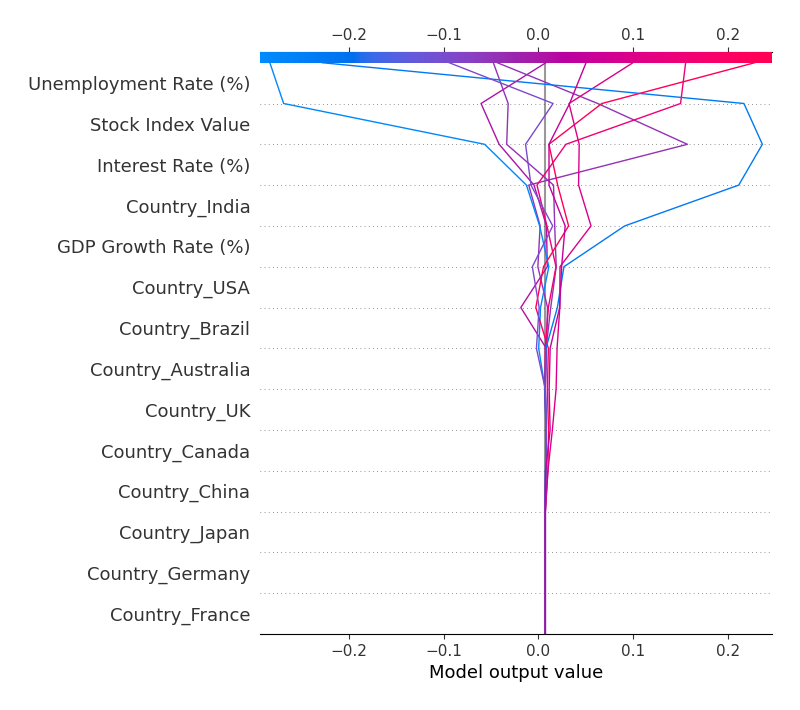 −0.2 −0.1 0.0 0.1 0.2
Unemployment Rate (%)
Stock Index Value
Interest Rate (%)
Country_India
GDP Growth Rate (%)
Country_USA
Country_Brazil
Country_Australia
Country_UK
Country_Canada
Country_China
Country_Japan
Country_Germany
Country_France
−0.2 −0.1 0.0 0.1 0.2
Model output value